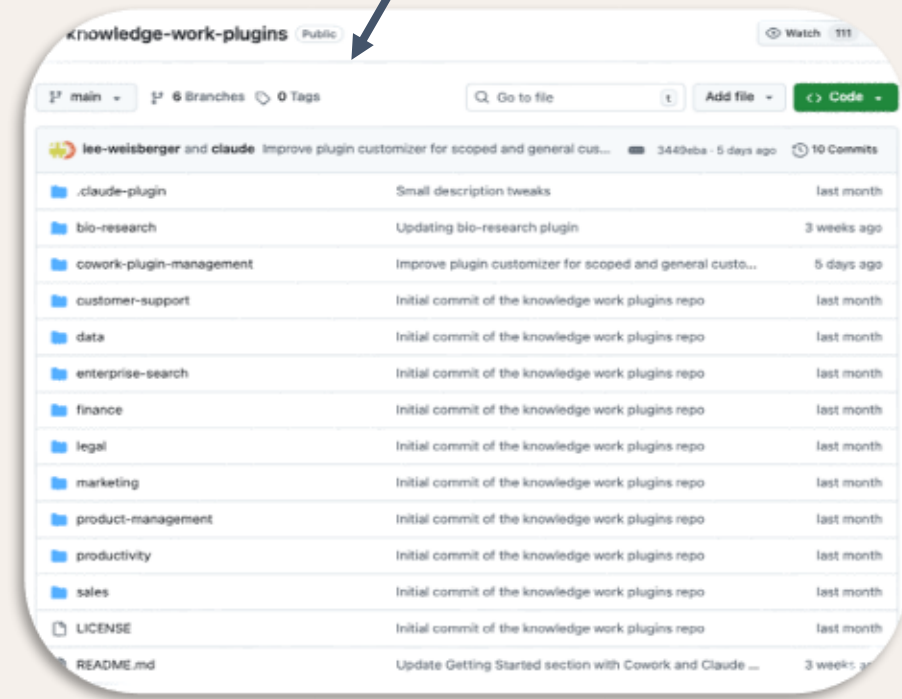 knowledge-work-plugins Public Watch 111
main 6 Branches 0 Tags Go to file t Add file Code
lee-weisberger and claude Improve plugin customizer for scoped and general cus... 3449eba · 5 days ago 10 Commits
.claude-plugin Small description tweaks last month
bio-research Updating bio-research plugin 3 weeks ago
cowork-plugin-management Improve plugin customizer for scoped and general custo... 5 days ago
customer-support Initial commit of the knowledge work plugins repo last month
data Initial commit of the knowledge work plugins repo last month
enterprise-search Initial commit of the knowledge work plugins repo last month
finance Initial commit of the knowledge work plugins repo last month
legal Initial commit of the knowledge work plugins repo last month
marketing Initial commit of the knowledge work plugins repo last month
product-management Initial commit of the knowledge work plugins repo last month
productivity Initial commit of the knowledge work plugins repo last month
sales Initial commit of the knowledge work plugins repo last month
LICENSE Initial commit of the knowledge work plugins repo last month
README.md Update Getting Started section with Cowork and Claude ... 3 weeks